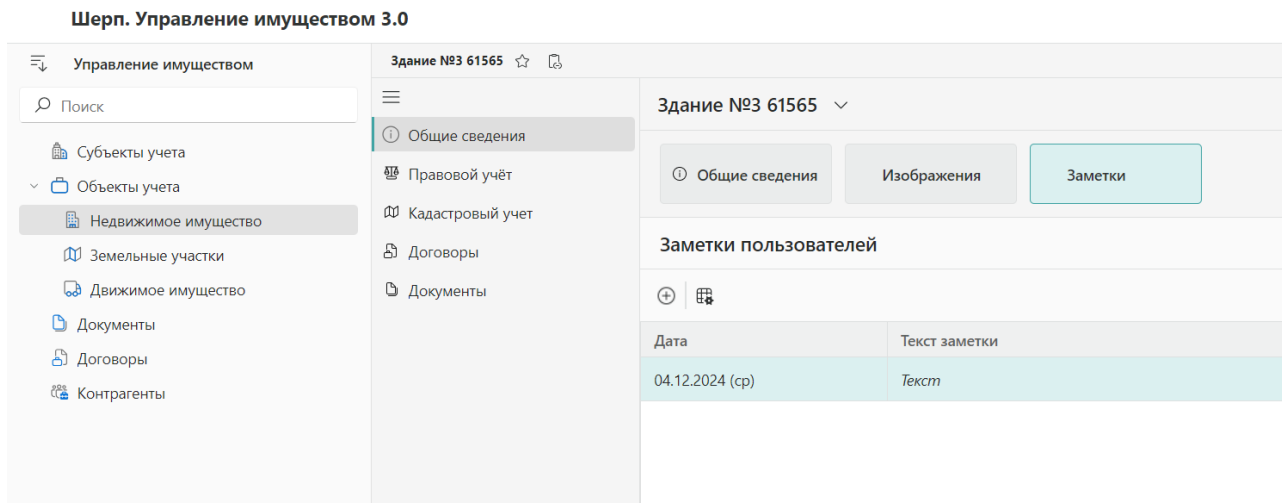 Шерп. Управление имуществом 3.0
Управление имуществом
Поиск
Субъекты учета
Объекты учета
Недвижимое имущество
Земельные участки
Движимое имущество
Документы
Договоры
Контрагенты
Здание №3 61565
Общие сведения
Правовой учёт
Кадастровый учет
Договоры
Документы
Здание №3 61565
Общие сведения
Изображения
Заметки
Заметки пользователей
Дата Текст заметки
04.12.2024 (ср) Текст